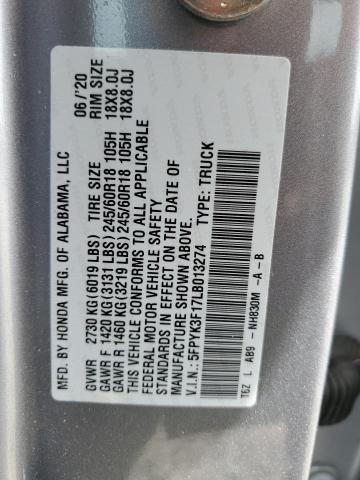 MFD. BY HONDA MFG. OF ALABAMA, LLC 06/'20
GVWR 2730 KG(6019 LBS) TIRE SIZE RIM SIZE
GAWR F 1420 KG(3131 LBS) 245/60R18 105H 18X8.0J
GAWR R 1460 KG(3219 LBS) 245/60R18 105H 18X8.0J
THIS VEHICLE CONFORMS TO ALL APPLICABLE
FEDERAL MOTOR VEHICLE SAFETY
STANDARDS IN EFFECT ON THE DATE OF
MANUFACTURE SHOWN ABOVE.
V.I.N.: 5FPYK3F17LB013274 TYPE: TRUCK
T6Z L AB9 - NH830M -A-B